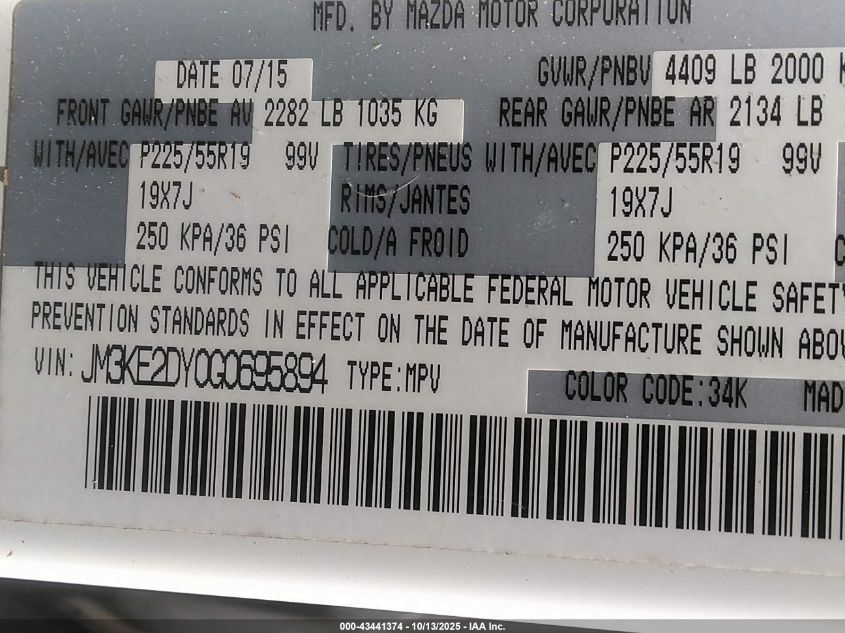 MFD. BY MAZDA MOTOR CORPORATION
DATE 07/15 GVWR/PNBV 4409 LB 2000 K
FRONT GAWR/PNBE AV 2282 LB 1035 KG REAR GAWR/PNBE AR 2134 LB
WITH/AVEC P225/55R19 99V TIRES/PNEUS WITH/AVEC P225/55R19 99V
19X7J RIMS/JANTES 19X7J
250 KPA/36 PSI COLD/A FROID 250 KPA/36 PSI C
THIS VEHICLE CONFORMS TO ALL APPLICABLE FEDERAL MOTOR VEHICLE SAFETY
PREVENTION STANDARDS IN EFFECT ON THE DATE OF MANUFACTURE SHOWN ABOV
VIN: JM3KE2DY0G0695894 TYPE:MPV COLOR CODE:34K MAD
000-43441374 - 10/13/2025 - IAA Inc.